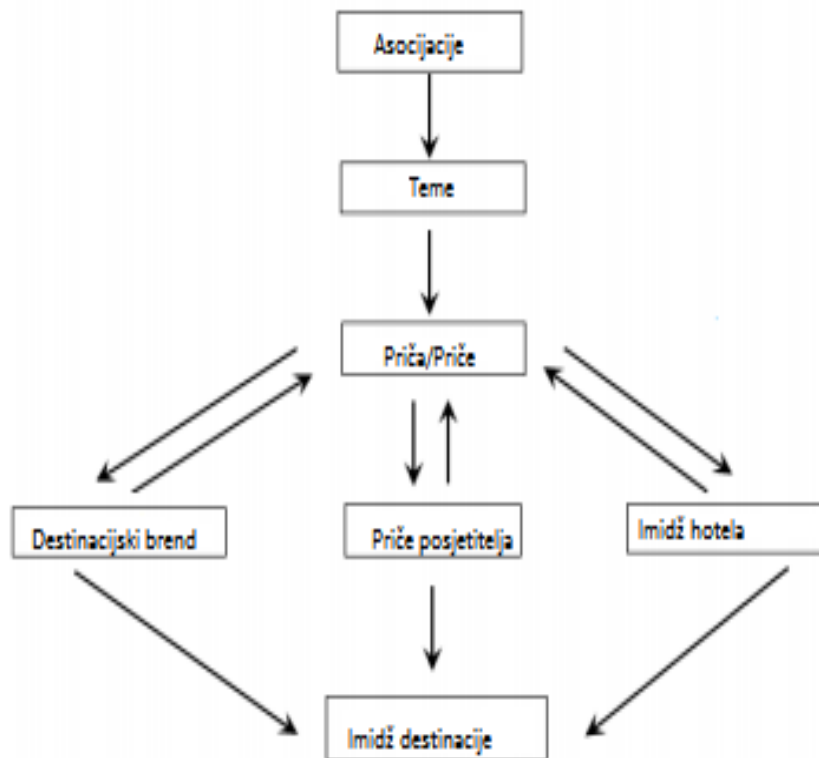 Asocijacije
Teme
Priča/Priče
Destinacijski brend
Priče posjetitelja
Imidž hotela
Imidž destinacije